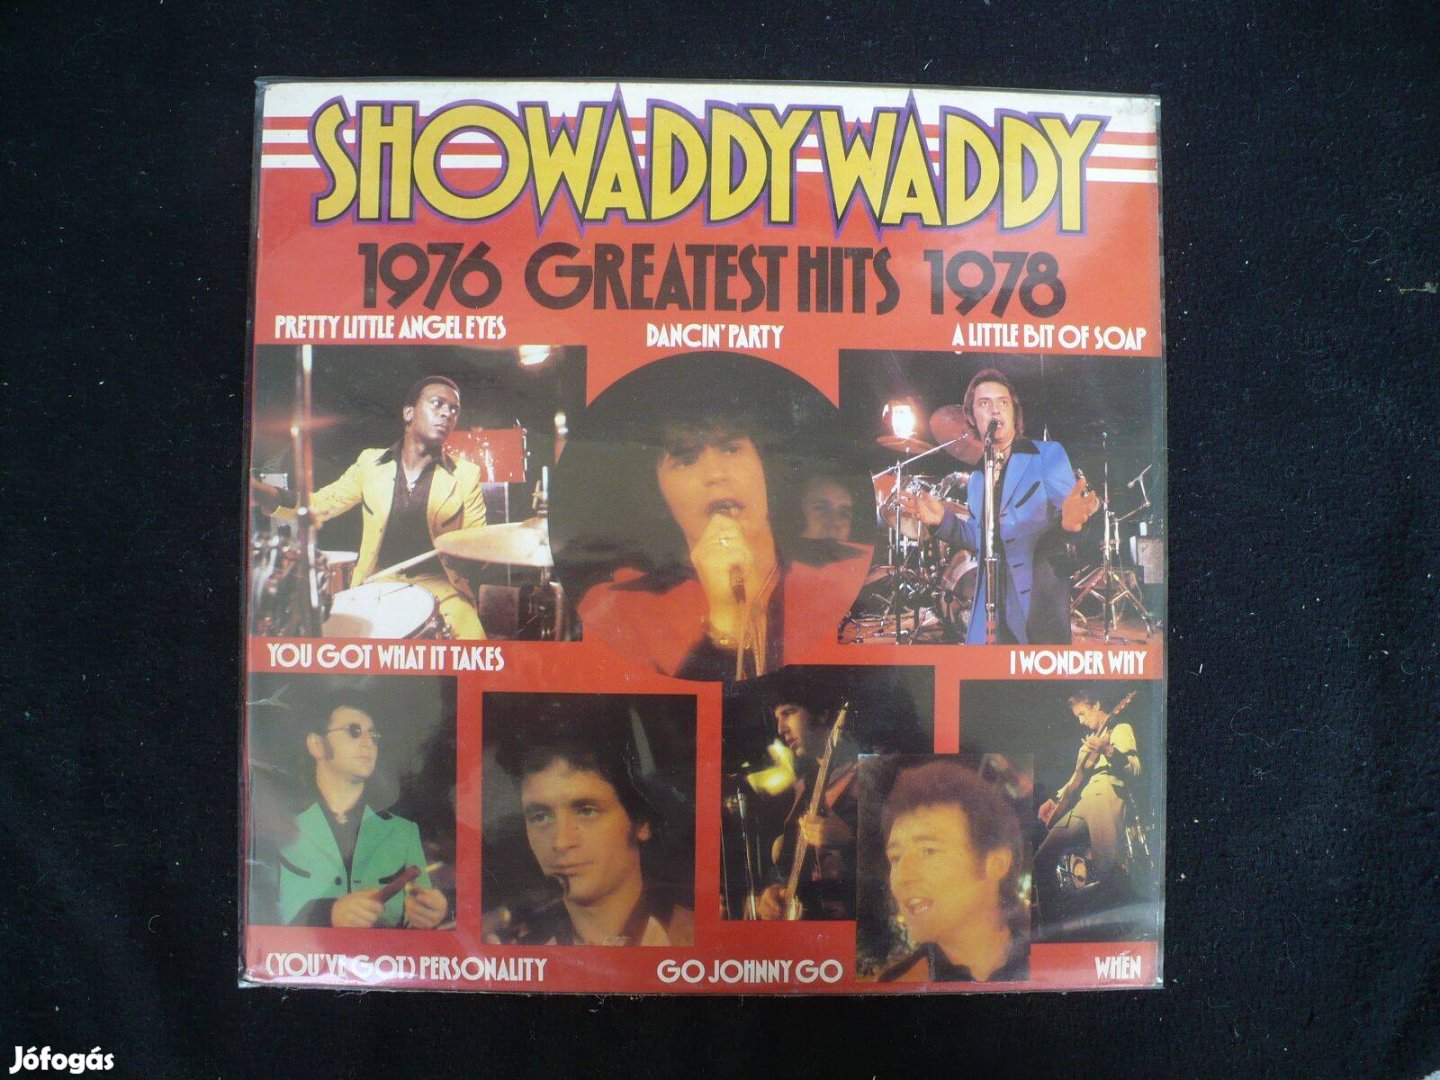 SHOWADDYWADDY
1976 GREATEST HITS 1978
PRETTY LITTLE ANGEL EYES
DANCIN' PARTY
A LITTLE BIT OF SOAP
YOU GOT WHAT IT TAKES
I WONDER WHY
(YOU'VE GOT) PERSONALITY
GO JOHNNY GO
WHEN
Jófogás